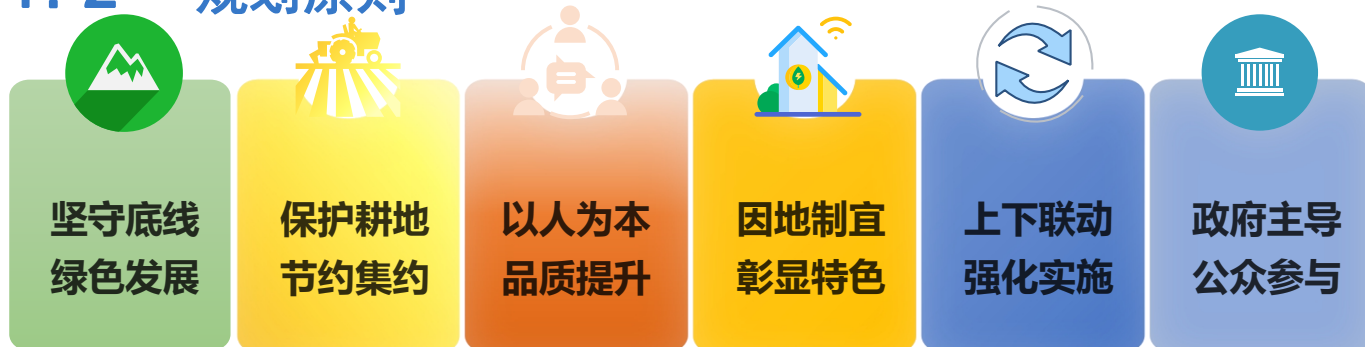 规划原则
坚守底线
绿色发展
保护耕地
节约集约
以人为本
品质提升
因地制宜
彰显特色
上下联动
强化实施
政府主导
公众参与